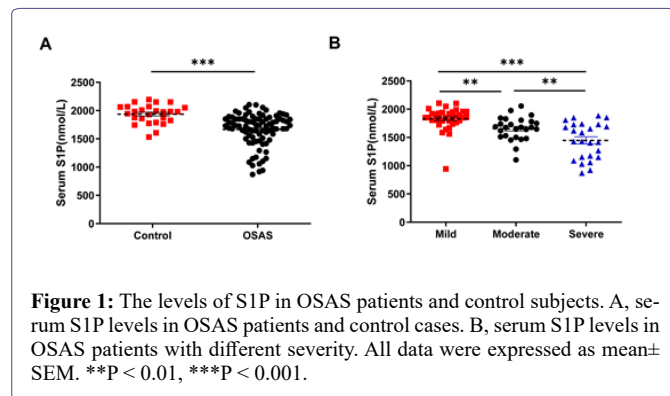 A
B
***
***
**
**
Serum S1P(nmol/L)
2500
2000
1500
1000
500
0
Control
OSAS
Serum S1P(nmol/L)
2500
2000
1500
1000
500
0
Mild
Moderate
Severe
Figure 1: The levels of S1P in OSAS patients and control subjects. A, se-
rum S1P levels in OSAS patients and control cases. B, serum S1P levels in
OSAS patients with different severity. All data were expressed as mean±
SEM. **P < 0.01, ***P < 0.001.